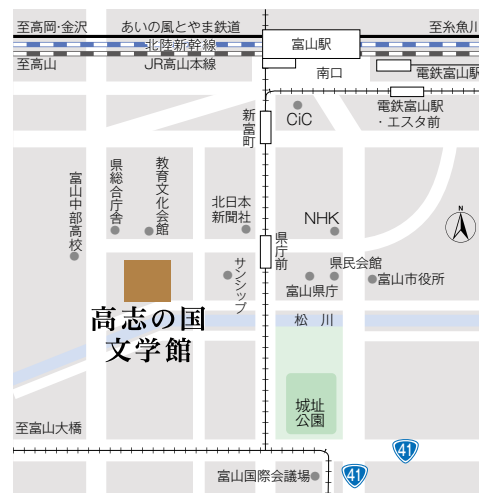 至高岡・金沢
あいの風とやま鉄道
至糸魚川
北陸新幹線
富山駅
至高山
JR高山本線
南口
電鉄富山駅
電鉄富山駅
・エスタ前
新富町
CiC
県総合庁舎
教育文化会館
富山中部高校
北日本
新聞社
NHK
N
県庁前
サンシップ
県民会館
富山県庁
富山市役所
高志の国
文学館
松川
城址
公園
至富山大橋
41
富山国際会議場
41